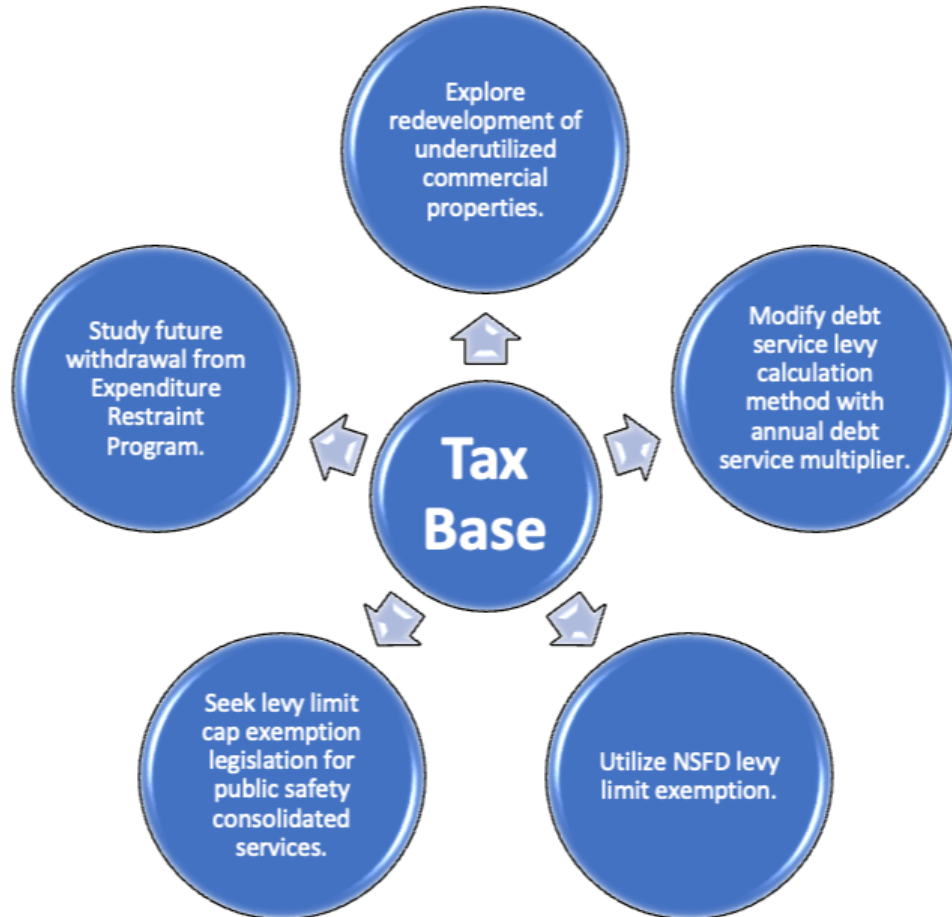 Explore
redevelopment of
underutilized
commercial
properties.
Study future
withdrawal from
Expenditure
Restraint
Program.
Modify debt
service levy
calculation
method with
annual debt
service multiplier.
Tax
Base
Seek levy limit
cap exemption
legislation for
public safety
consolidated
services.
Utilize NSFD levy
limit exemption.